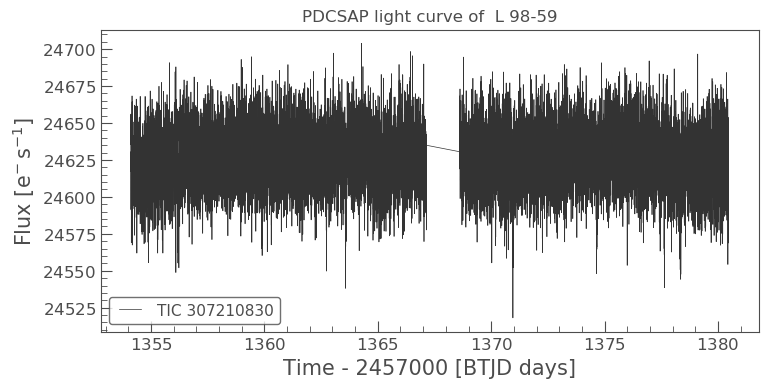 PDCSAP light curve of  L 98-59
24700
24675
24650
24625
24600
24575
24550
24525
Flux [e⁻ s⁻¹]
TIC 307210830
1355 1360 1365 1370 1375 1380
Time - 2457000 [BTJD days]